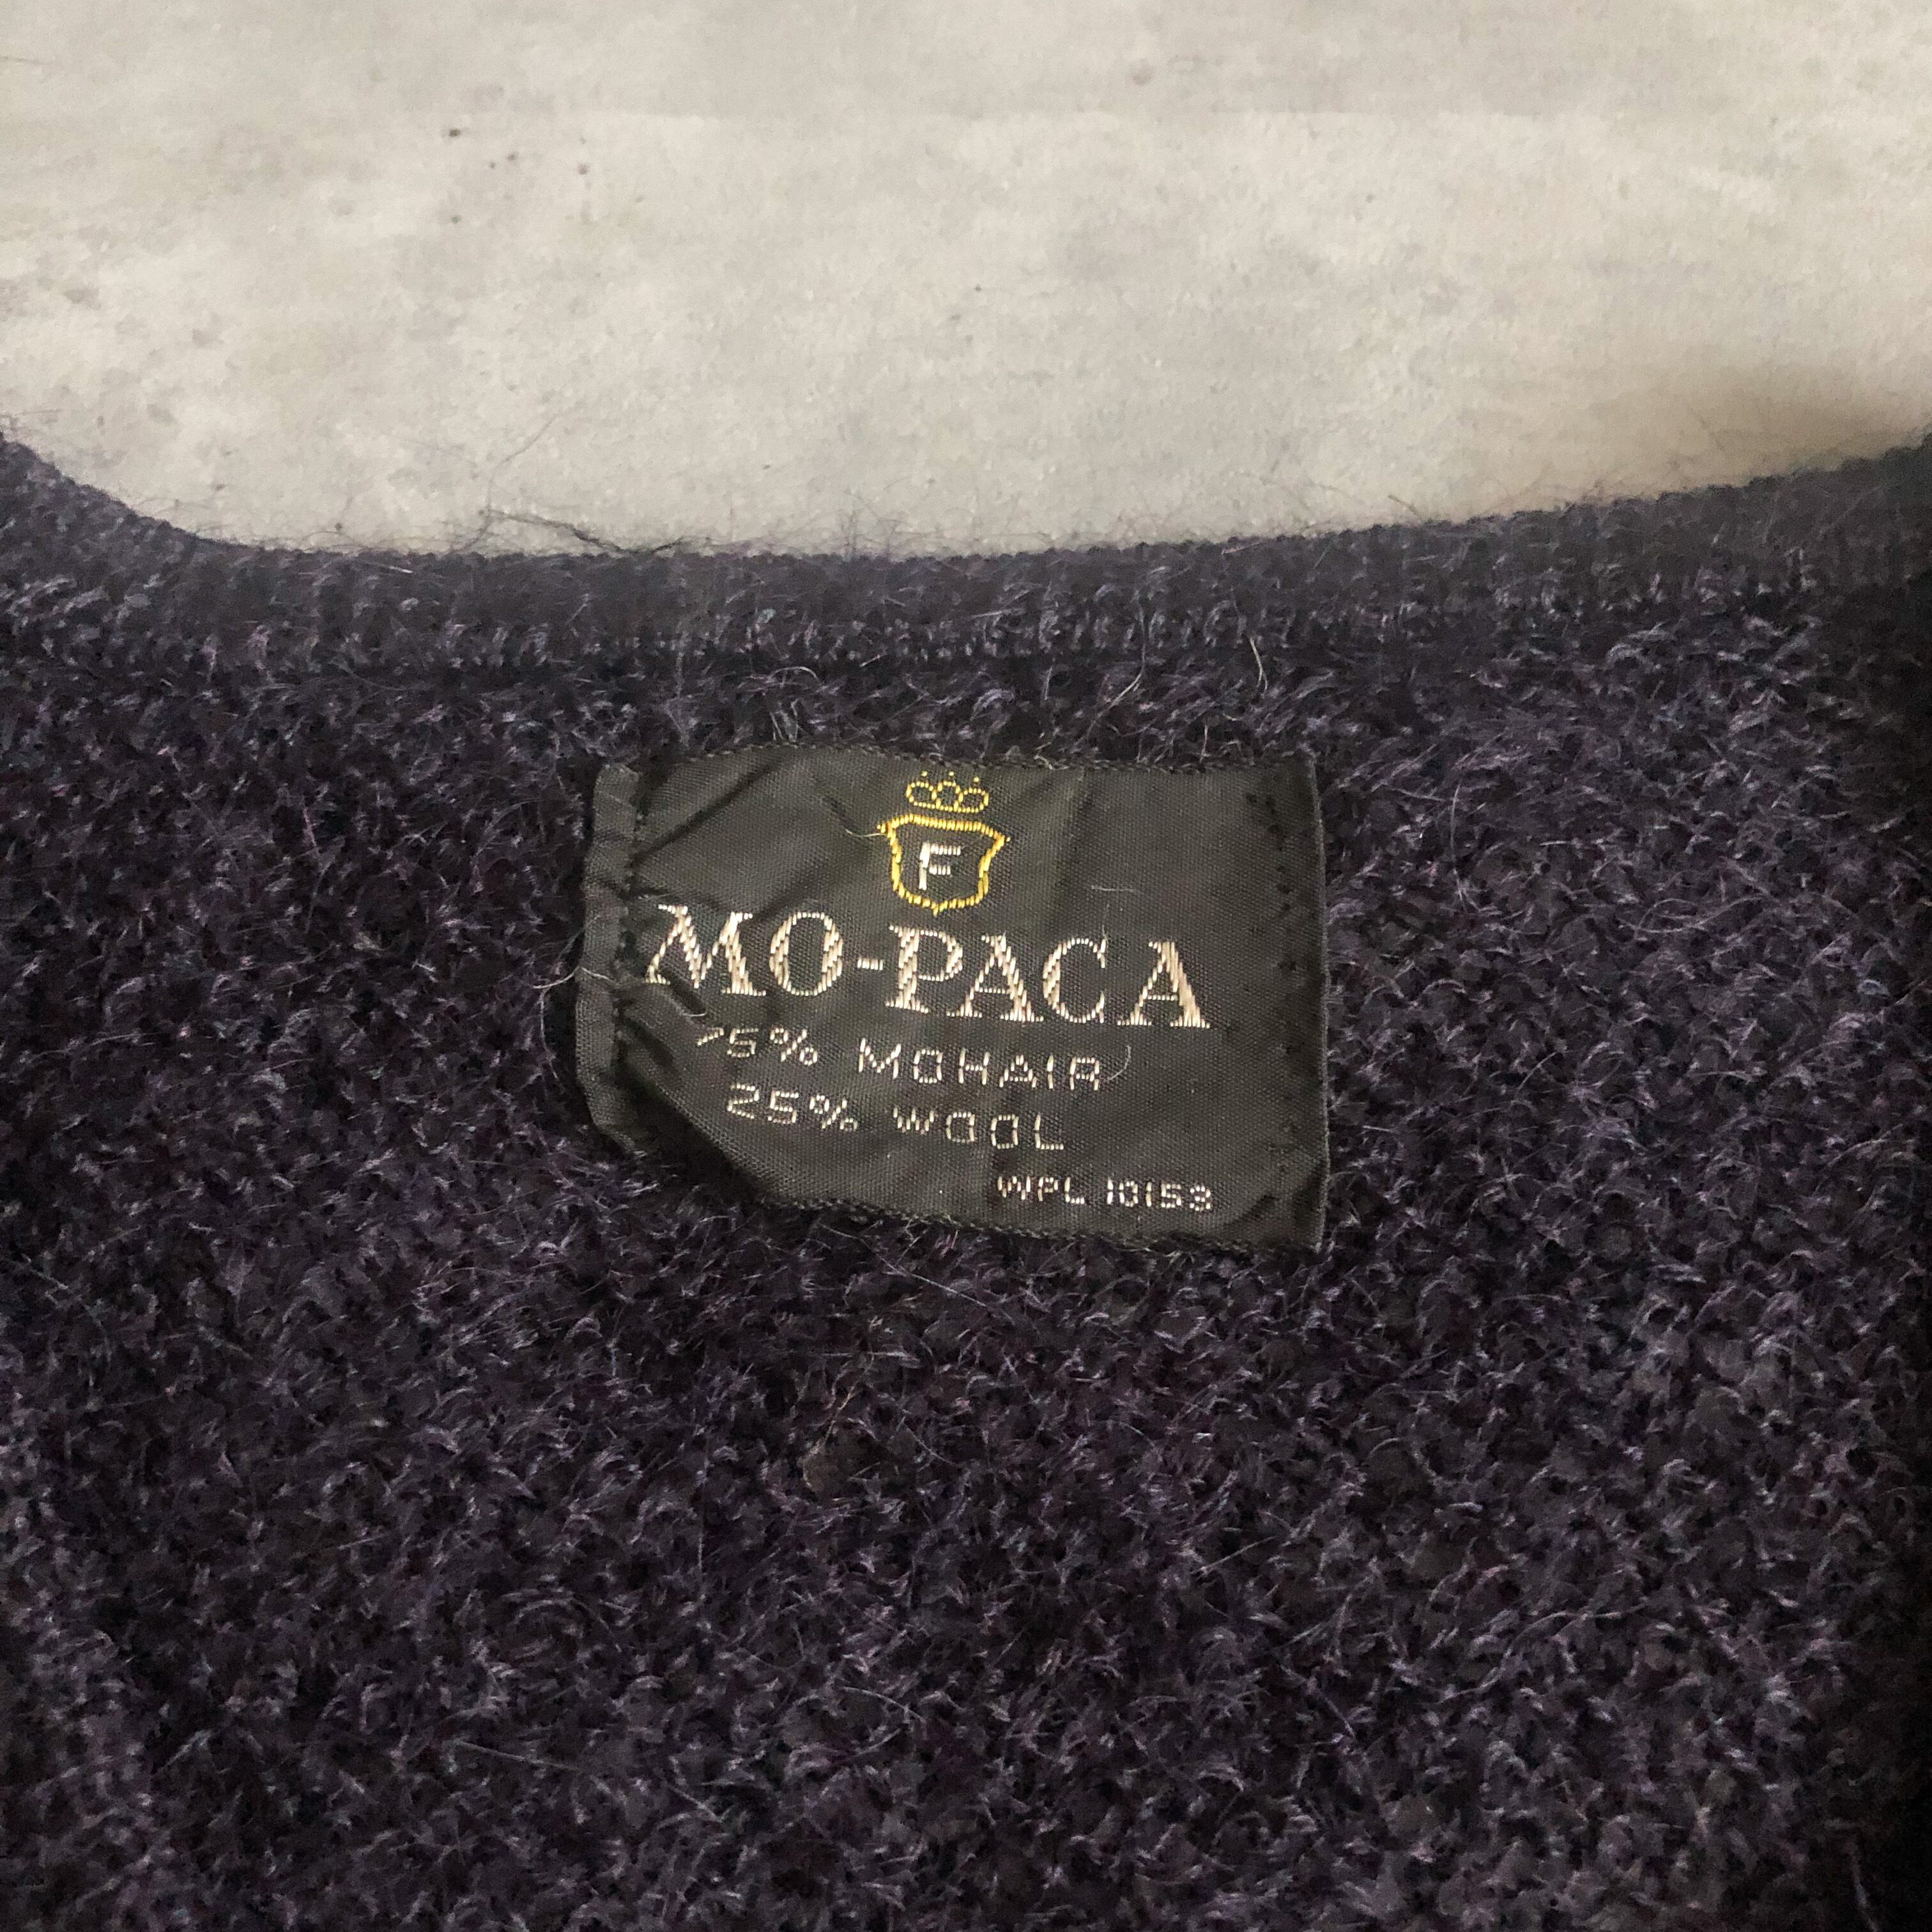 F
MO-PACA
75% MOHAIR
25% WOOL
WPL 10153